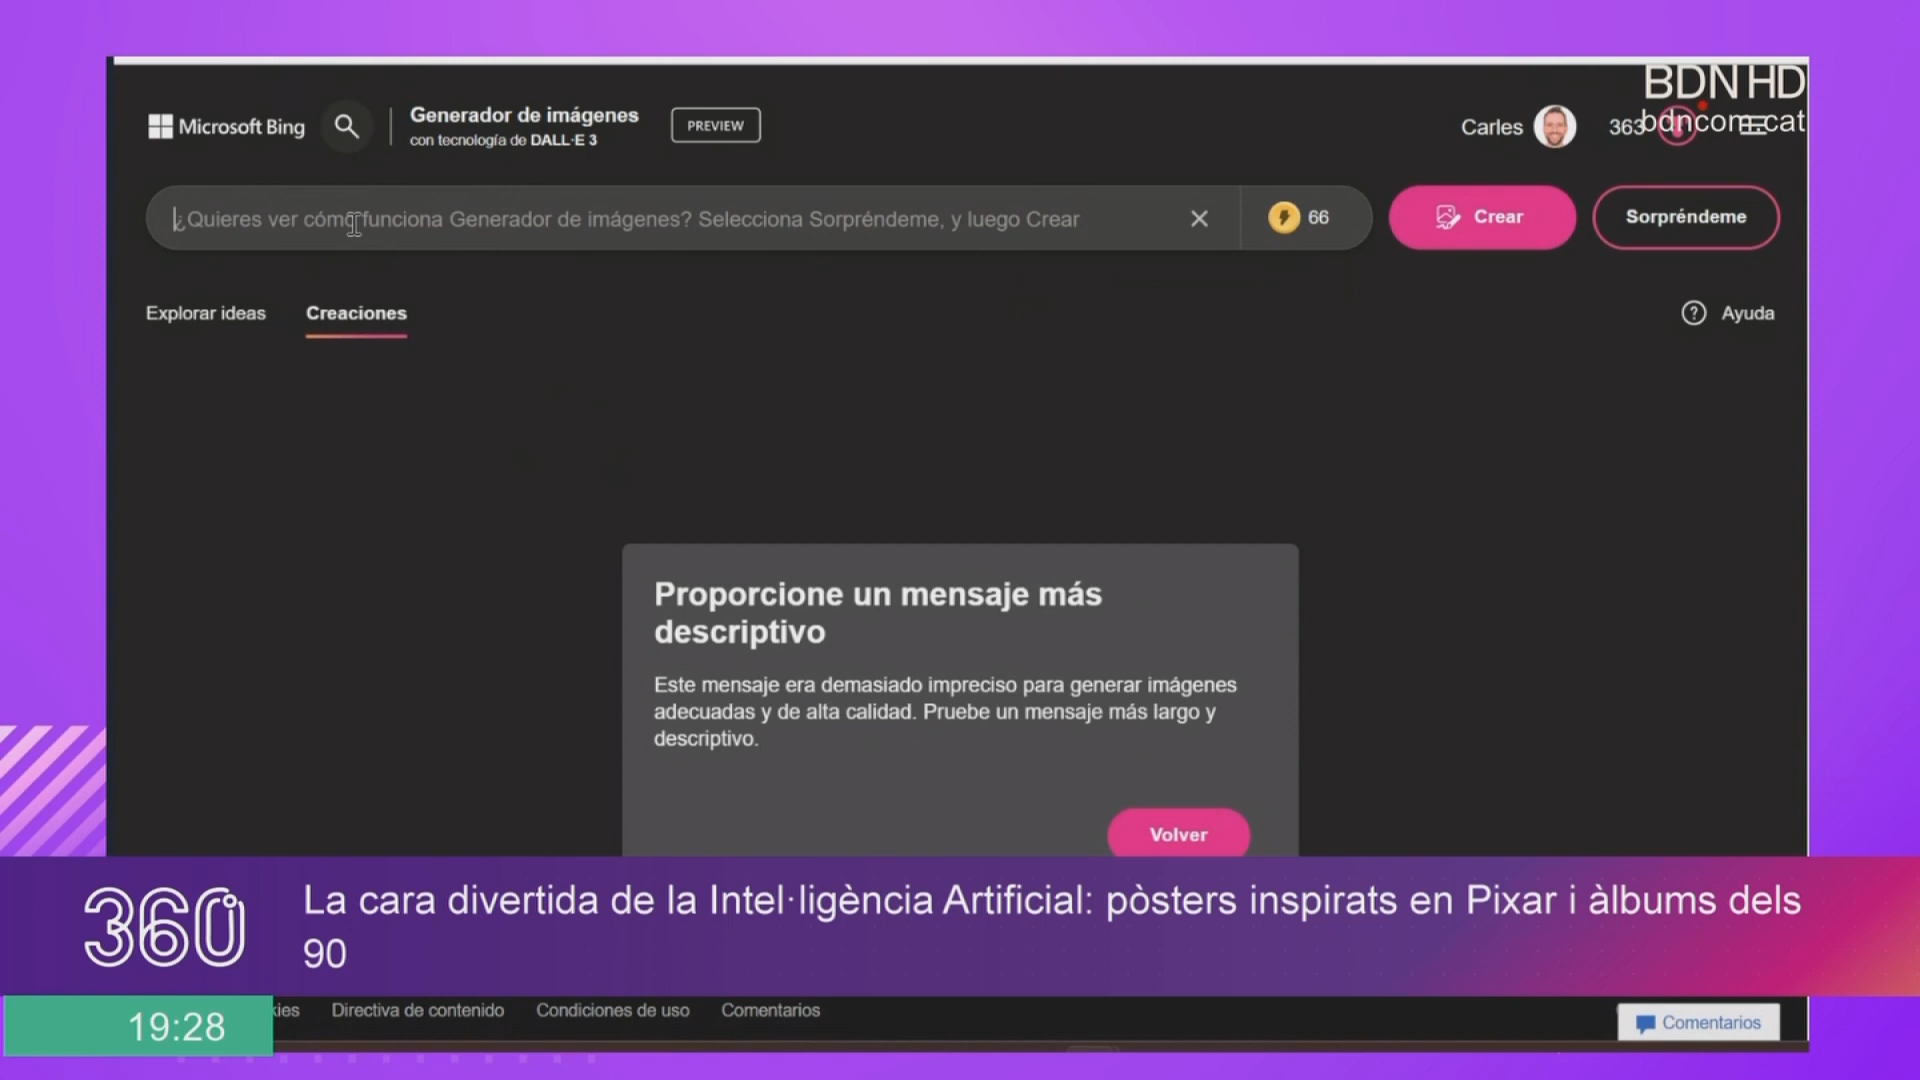 BDN HD
bdncom.cat
Microsoft Bing
Generador de imágenes
con tecnología de DALL·E 3
PREVIEW
Carles
363
¿Quieres ver cómo funciona Generador de imágenes? Selecciona Sorpréndeme, y luego Crear
66
Crear
Sorpréndeme
Explorar ideas
Creaciones
Ayuda
Proporcione un mensaje más
descriptivo
Este mensaje era demasiado impreciso para generar imágenes
adecuadas y de alta calidad. Pruebe un mensaje más largo y
descriptivo.
Volver
360
La cara divertida de la Intel·ligència Artificial: pòsters inspirats en Pixar i àlbums dels
90
19:28
Directiva de contenido
Condiciones de uso
Comentarios
Comentarios